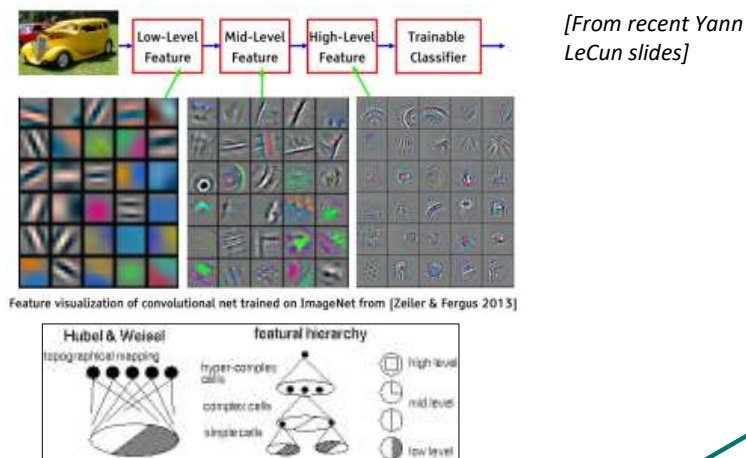 Low-Level
Feature
Mid-Level
Feature
High-Level
Feature
Trainable
Classifier
[From recent Yann
LeCun slides]
Feature visualization of convolutional net trained on ImageNet from [Zeiler & Fergus 2013]
Hubel & Weisel
topographical mapping
featural hierarchy
hyper-complex
cells
complex cells
simple cells
high level
mid level
low level